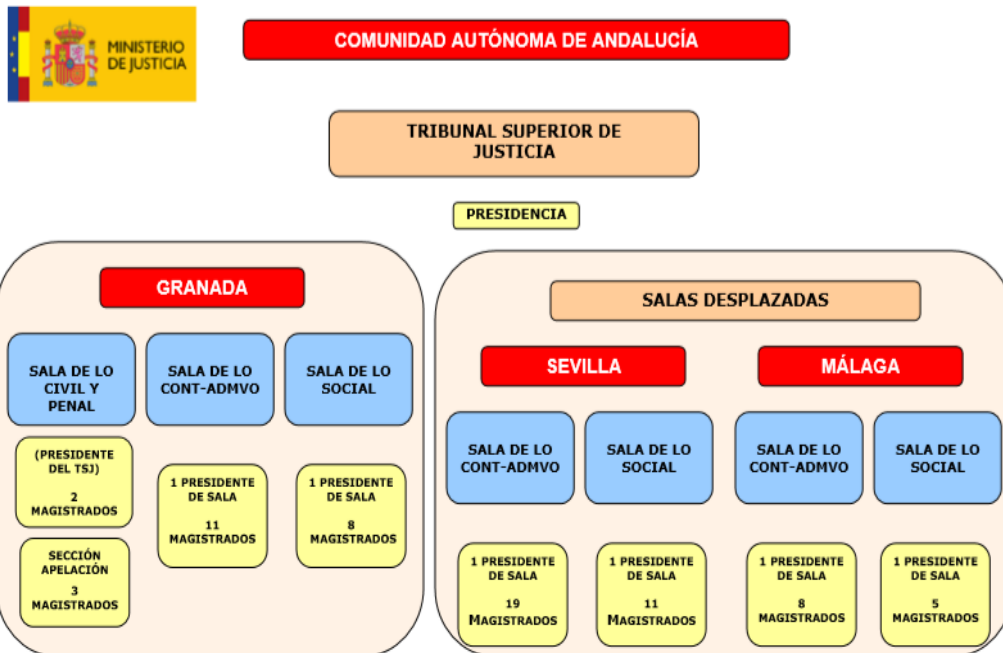 MINISTERIO
DE JUSTICIA
COMUNIDAD AUTÓNOMA DE ANDALUCÍA
TRIBUNAL SUPERIOR DE
JUSTICIA
PRESIDENCIA
GRANADA
SALA DE LO
CIVIL Y
PENAL
(PRESIDENTE
DEL TSJ)
2
MAGISTRADOS
SECCIÓN
APELACIÓN
3
MAGISTRADOS
SALA DE LO
CONT-ADMVO
1 PRESIDENTE
DE SALA
11
MAGISTRADOS
SALA DE LO
SOCIAL
1 PRESIDENTE
DE SALA
8
MAGISTRADOS
SALAS DESPLAZADAS
SEVILLA
SALA DE LO
CONT-ADMVO
1 PRESIDENTE
DE SALA
19
MAGISTRADOS
SALA DE LO
SOCIAL
1 PRESIDENTE
DE SALA
11
MAGISTRADOS
MÁLAGA
SALA DE LO
CONT-ADMVO
1 PRESIDENTE
DE SALA
8
MAGISTRADOS
SALA DE LO
SOCIAL
1 PRESIDENTE
DE SALA
5
MAGISTRADOS